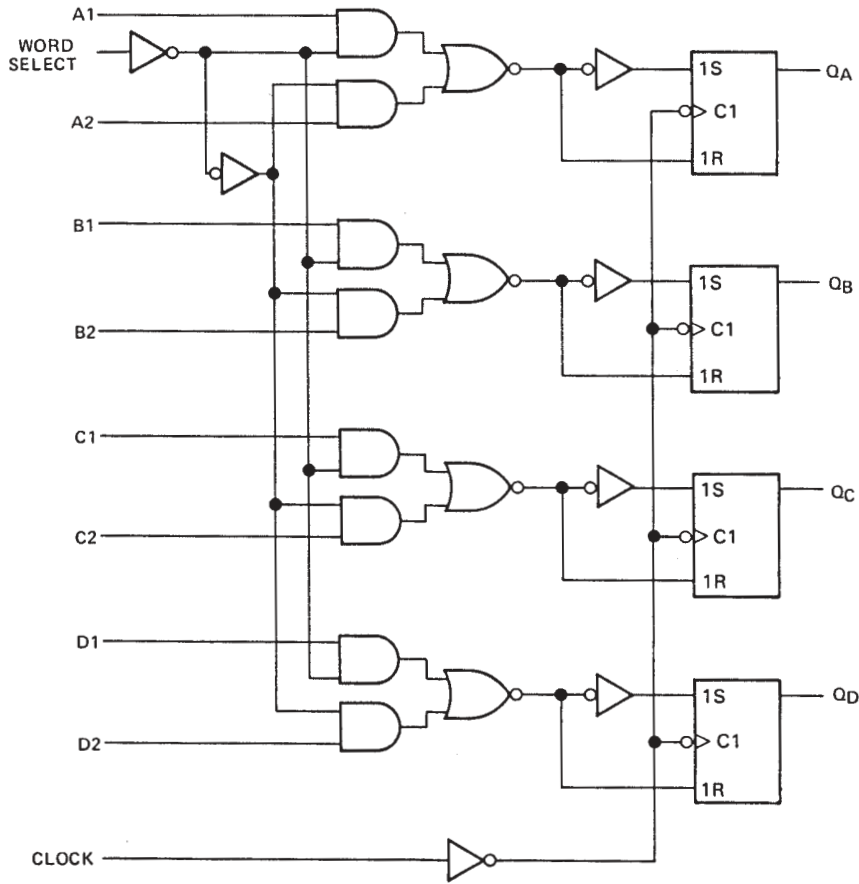 A1
WORD
SELECT
A2
1S
C1
1R
QA
B1
B2
1S
C1
1R
QB
C1
C2
1S
C1
1R
QC
D1
D2
1S
C1
1R
QD
CLOCK